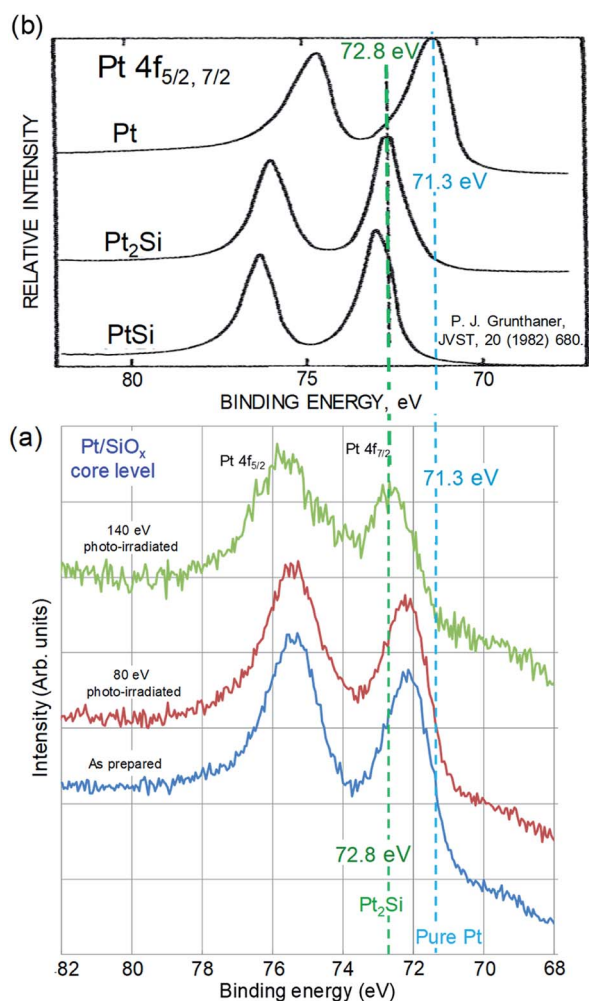 (b)
Pt 4f5/2, 7/2
72.8 eV
Pt
71.3 eV
Pt2Si
PtSi
P. J. Grunthaner,
JVST, 20 (1982) 680.
RELATIVE INTENSITY
80
75
70
BINDING ENERGY, eV
(a)
Pt/SiOx
core level
Pt 4f5/2
Pt 4f7/2
71.3 eV
140 eV
photo-irradiated
80 eV
photo-irradiated
As prepared
72.8 eV
Pt2Si
Pure Pt
Intensity (Arb. units)
82 80 78 76 74 72 70 68
Binding energy (eV)